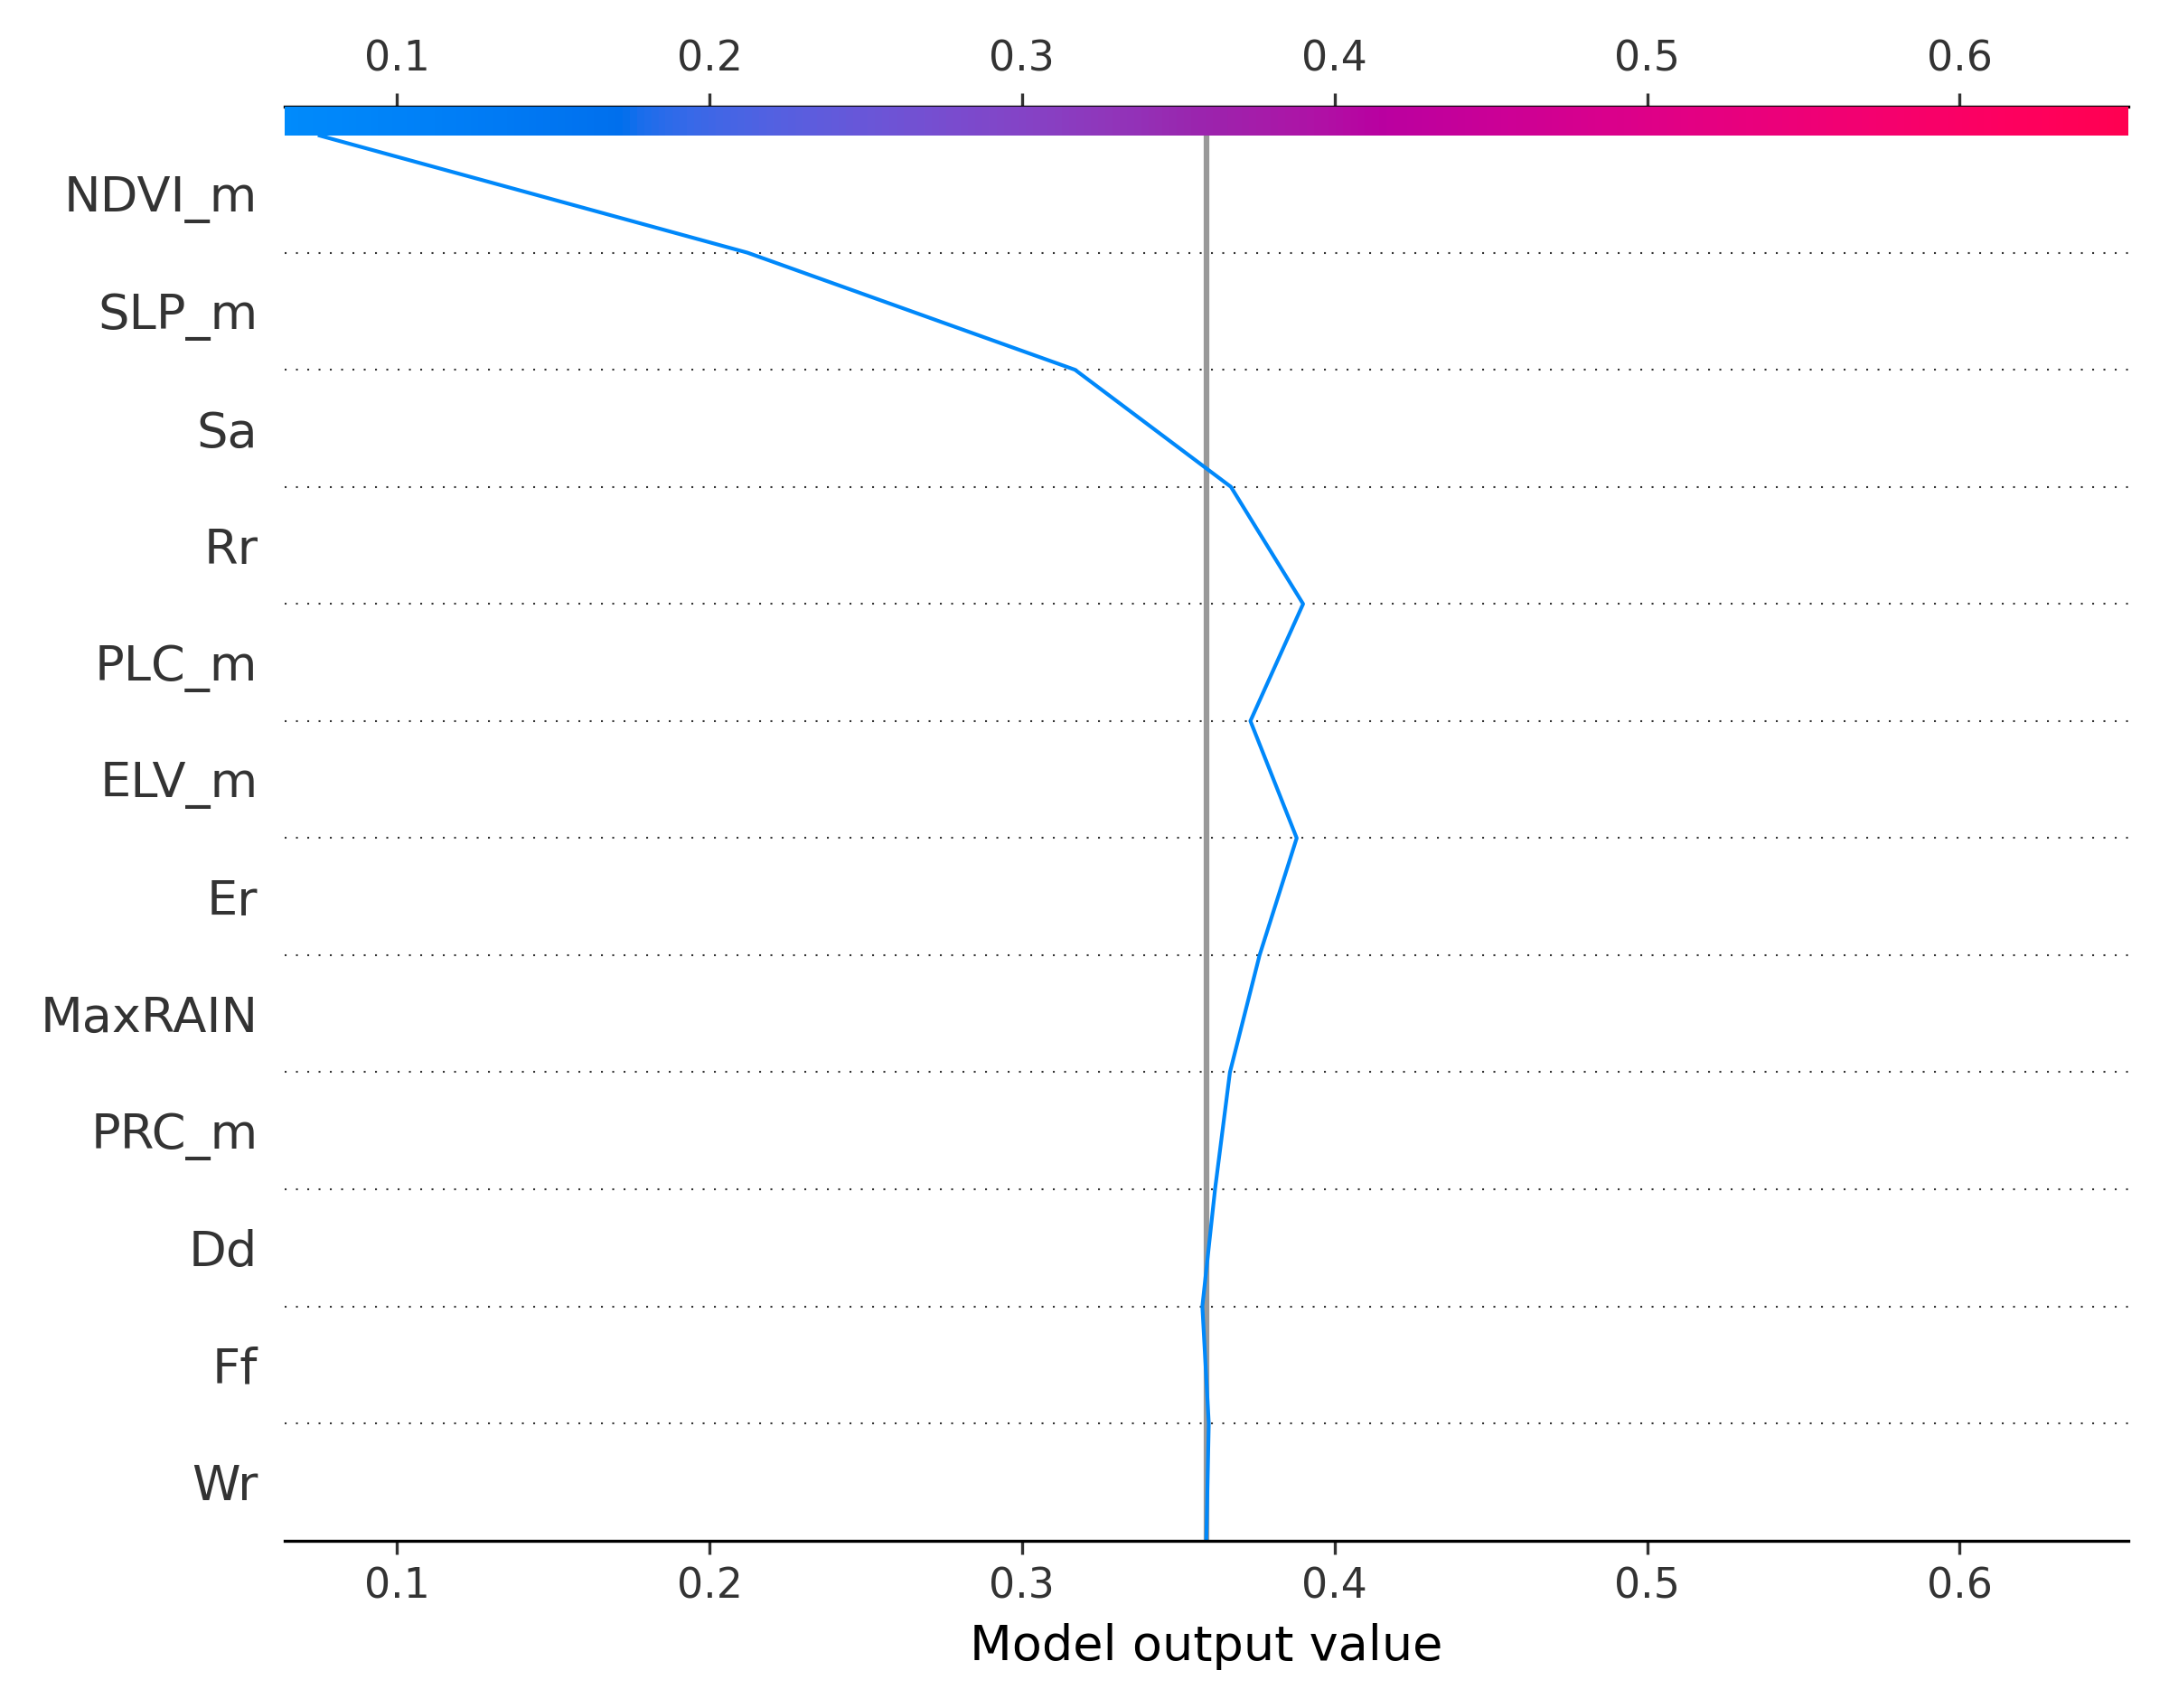 0.1 0.2 0.3 0.4 0.5 0.6
NDVI_m
SLP_m
Sa
Rr
PLC_m
ELV_m
Er
MaxRAIN
PRC_m
Dd
Ff
Wr
0.1 0.2 0.3 0.4 0.5 0.6
Model output value